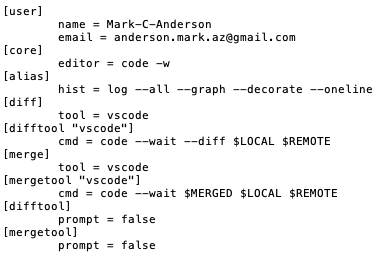 [user]
        name = Mark-C-Anderson
        email = anderson.mark.az@gmail.com
[core]
        editor = code -w
[alias]
        hist = log --all --graph --decorate --oneline
[diff]
        tool = vscode
[difftool "vscode"]
        cmd = code --wait --diff $LOCAL $REMOTE
[merge]
        tool = vscode
[mergetool "vscode"]
        cmd = code --wait $MERGED $LOCAL $REMOTE
[difftool]
        prompt = false
[mergetool]
        prompt = false